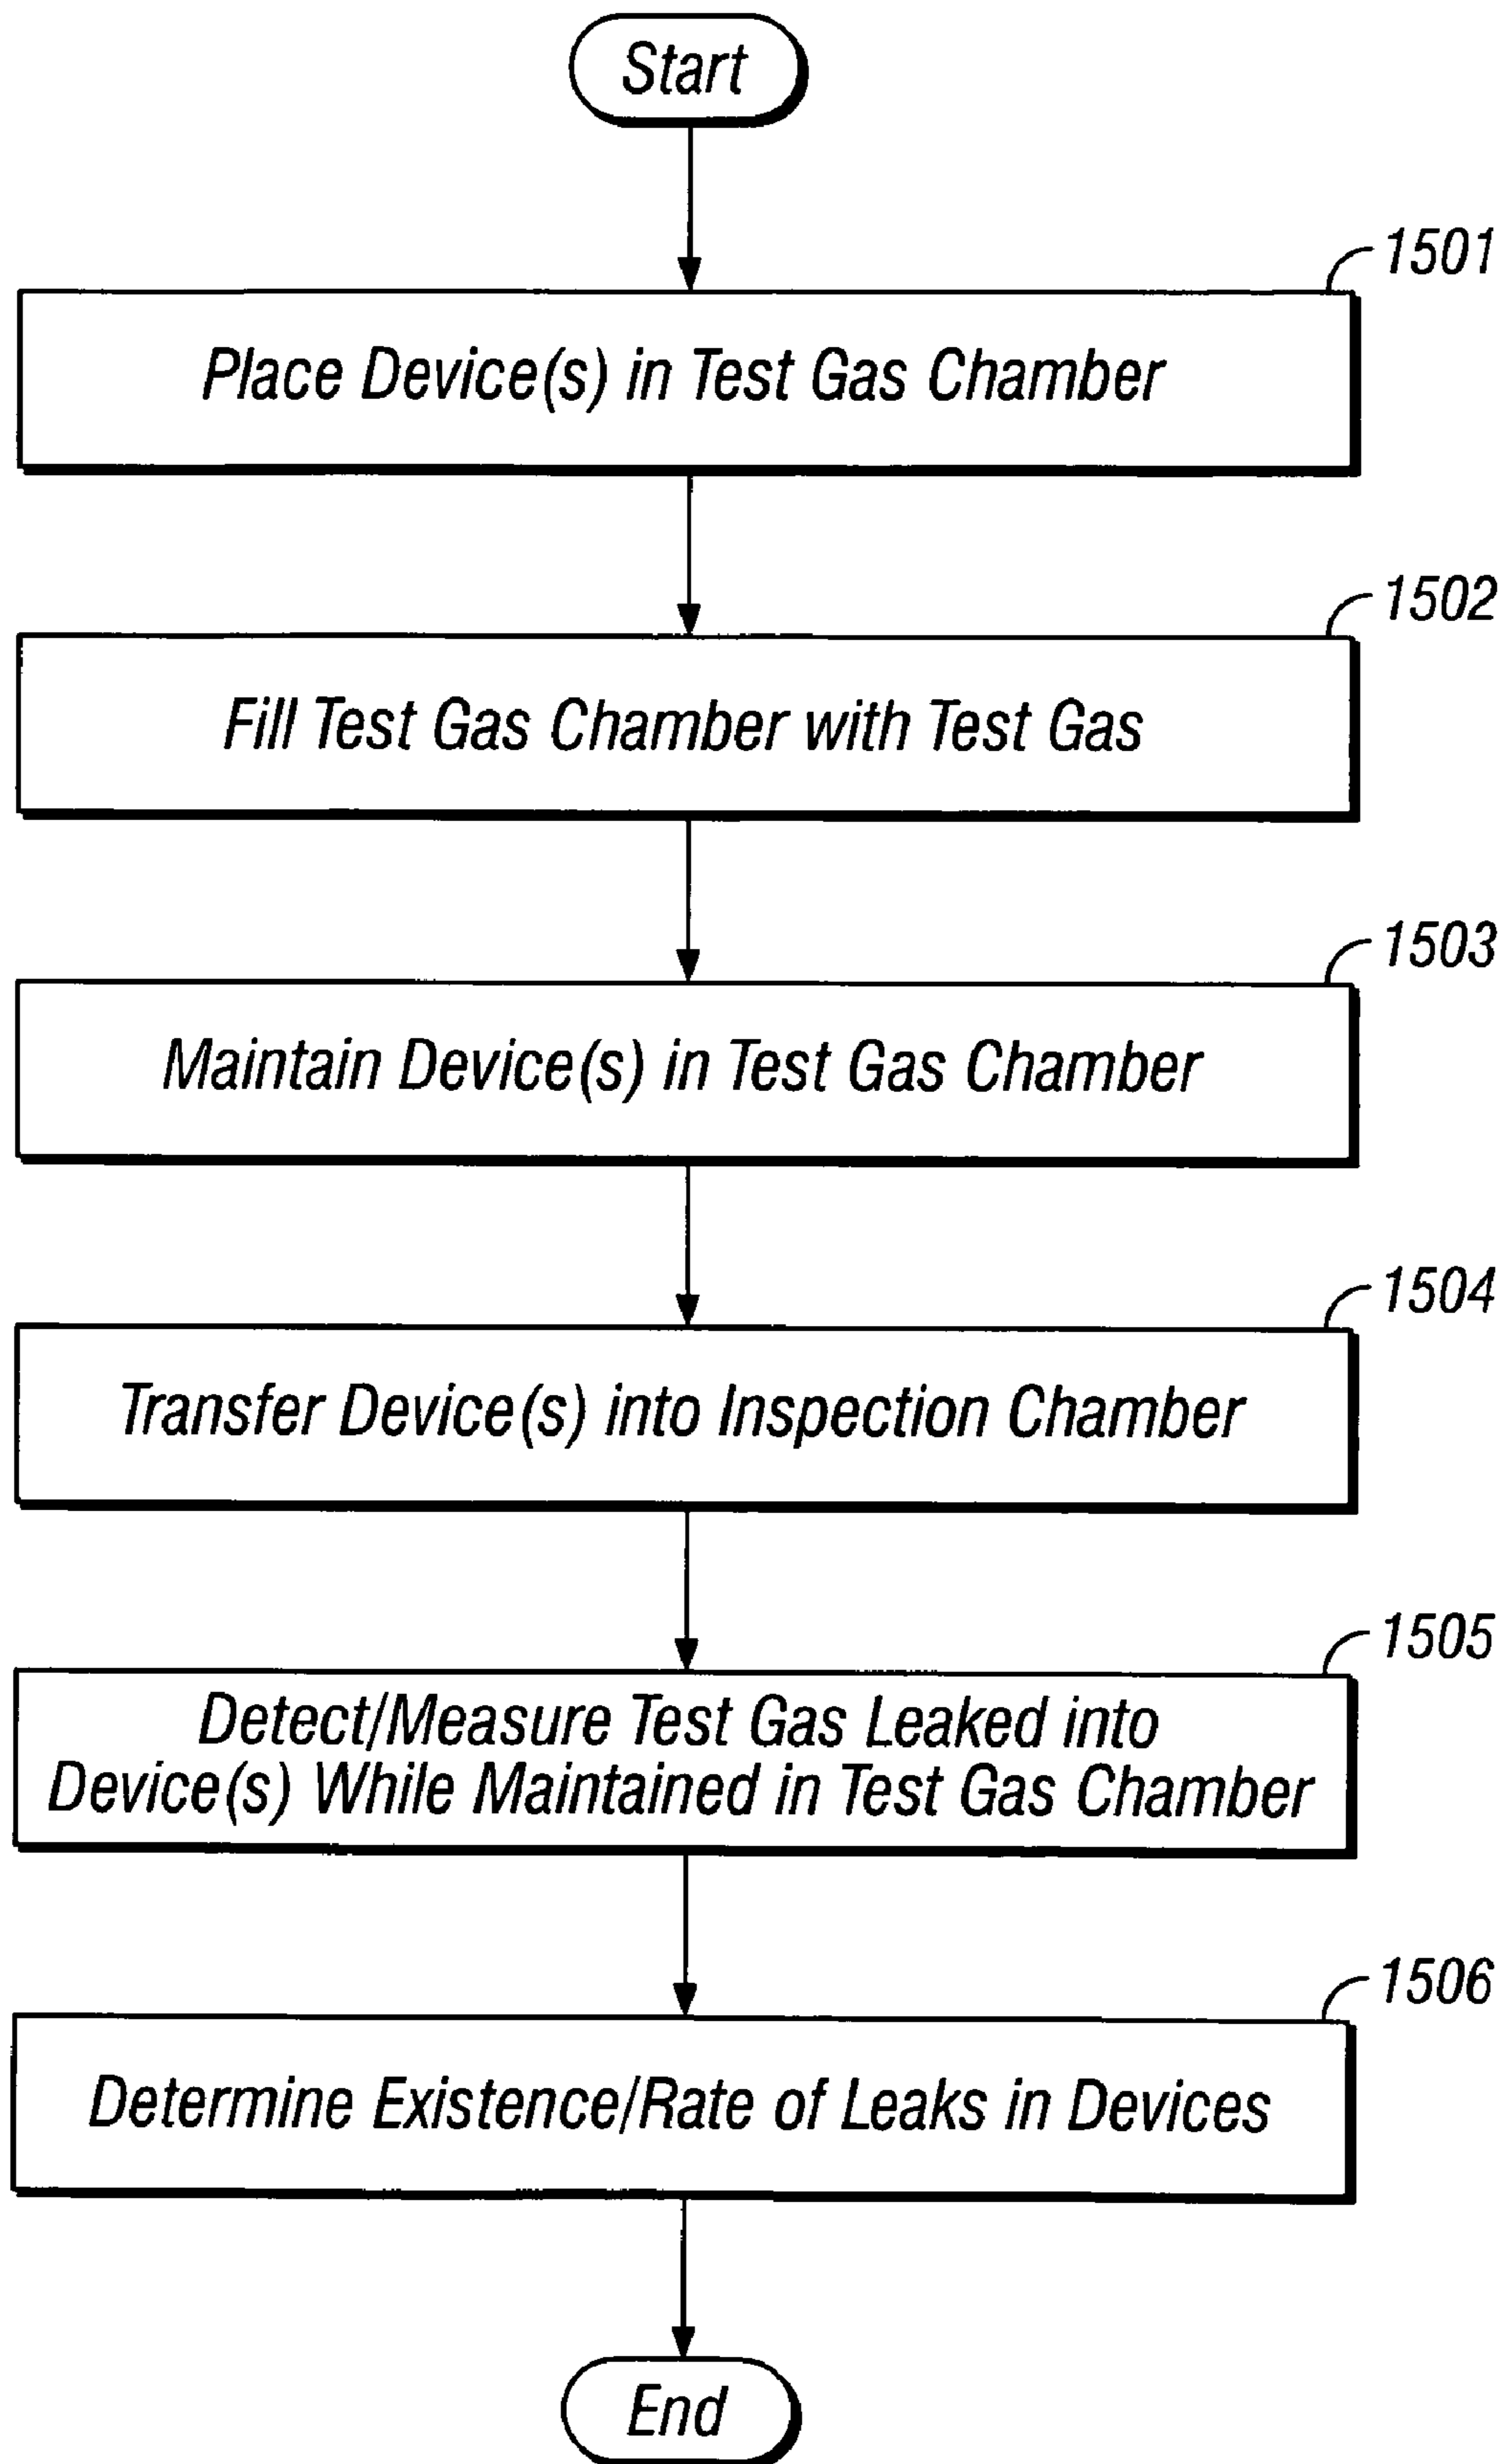 Start
1501
Place Device(s) in Test Gas Chamber
1502
Fill Test Gas Chamber with Test Gas
1503
Maintain Device(s) in Test Gas Chamber
1504
Transfer Device(s) into Inspection Chamber
1505
Detect/Measure Test Gas Leaked into
Device(s) While Maintained in Test Gas Chamber
1506
Determine Existence/Rate of Leaks in Devices
End